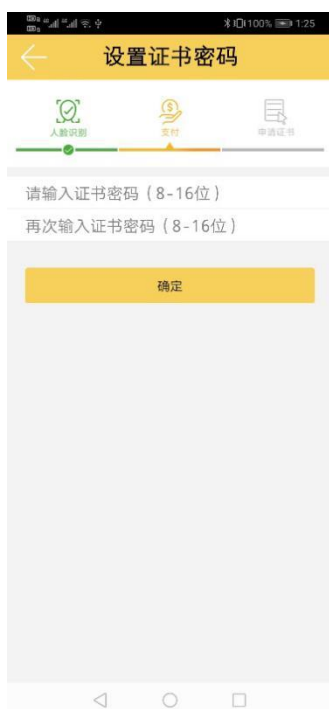 100% 1:25
设置证书密码
人脸识别 支付 申请证书
请输入证书密码（8-16位）
再次输入证书密码（8-16位）
确定